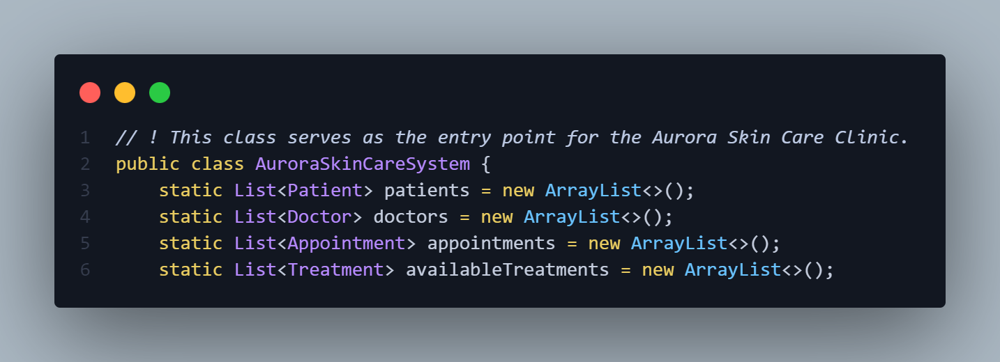 1 // ! This class serves as the entry point for the Aurora Skin Care Clinic.
2 public class AuroraSkinCareSystem {
3 static List<Patient> patients = new ArrayList<>();
4 static List<Doctor> doctors = new ArrayList<>();
5 static List<Appointment> appointments = new ArrayList<>();
6 static List<Treatment> availableTreatments = new ArrayList<>();